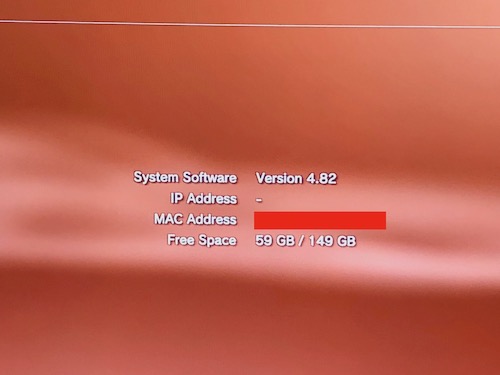 System Software Version 4.82
IP Address -
MAC Address
Free Space 59 GB / 149 GB